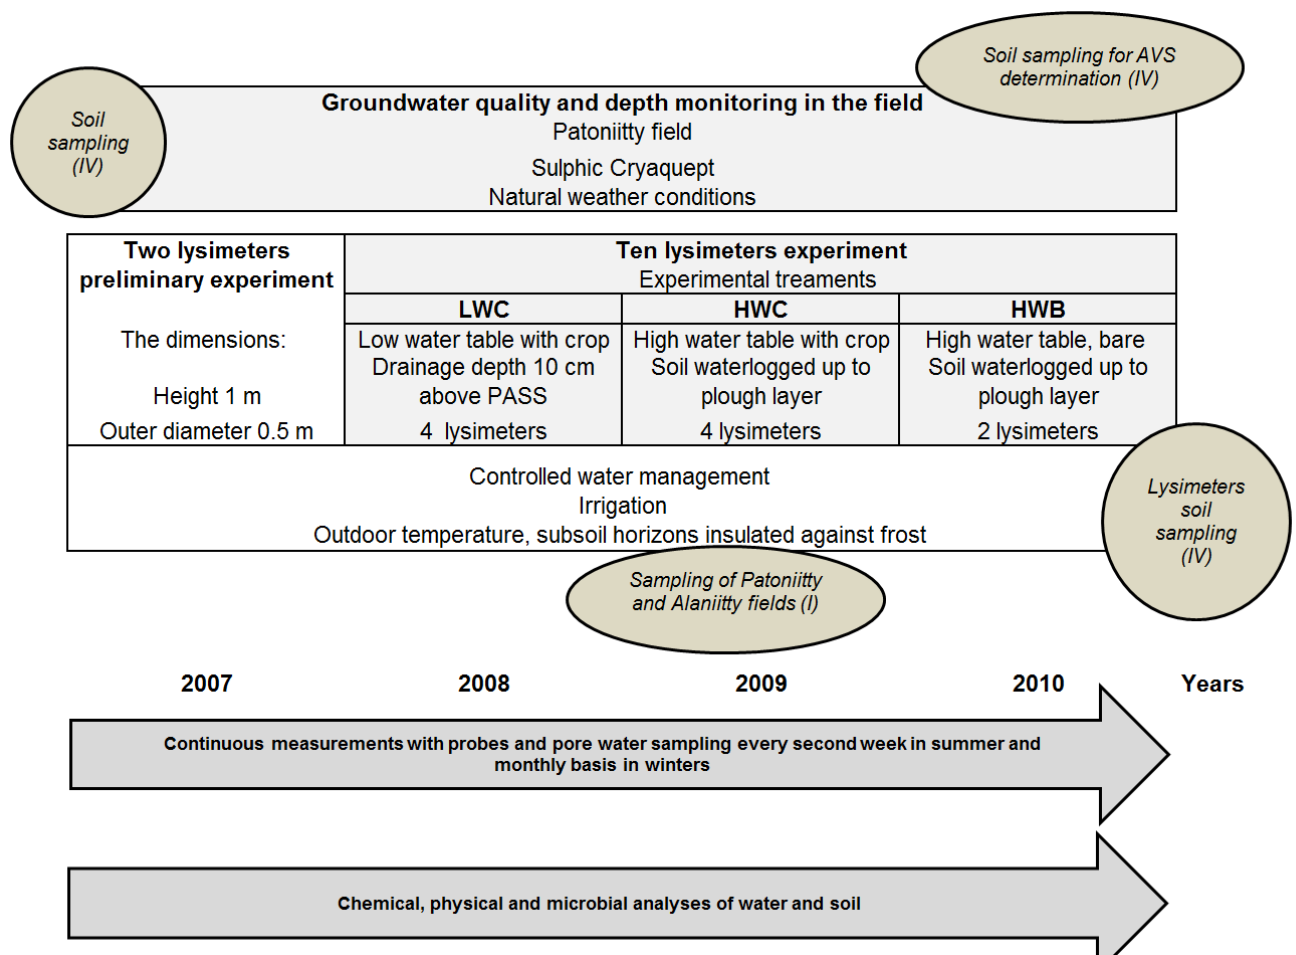 Soil sampling for AVS
determination (IV)
Soil
sampling
(IV)
Groundwater quality and depth monitoring in the field
Patoniitty field
Sulphic Cryaquept
Natural weather conditions
Two lysimeters
preliminary experiment
The dimensions:
Height 1 m
Outer diameter 0.5 m
Ten lysimeters experiment
Experimental treaments
LWC
Low water table with crop
Drainage depth 10 cm
above PASS
4 lysimeters
HWC
High water table with crop
Soil waterlogged up to
plough layer
4 lysimeters
HWB
High water table, bare
Soil waterlogged up to
plough layer
2 lysimeters
Controlled water management
Irrigation
Outdoor temperature, subsoil horizons insulated against frost
Lysimeters
soil
sampling
(IV)
Sampling of Patoniitty
and Alaniitty fields (I)
2007 2008 2009 2010 Years
Continuous measurements with probes and pore water sampling every second week in summer and
monthly basis in winters
Chemical, physical and microbial analyses of water and soil